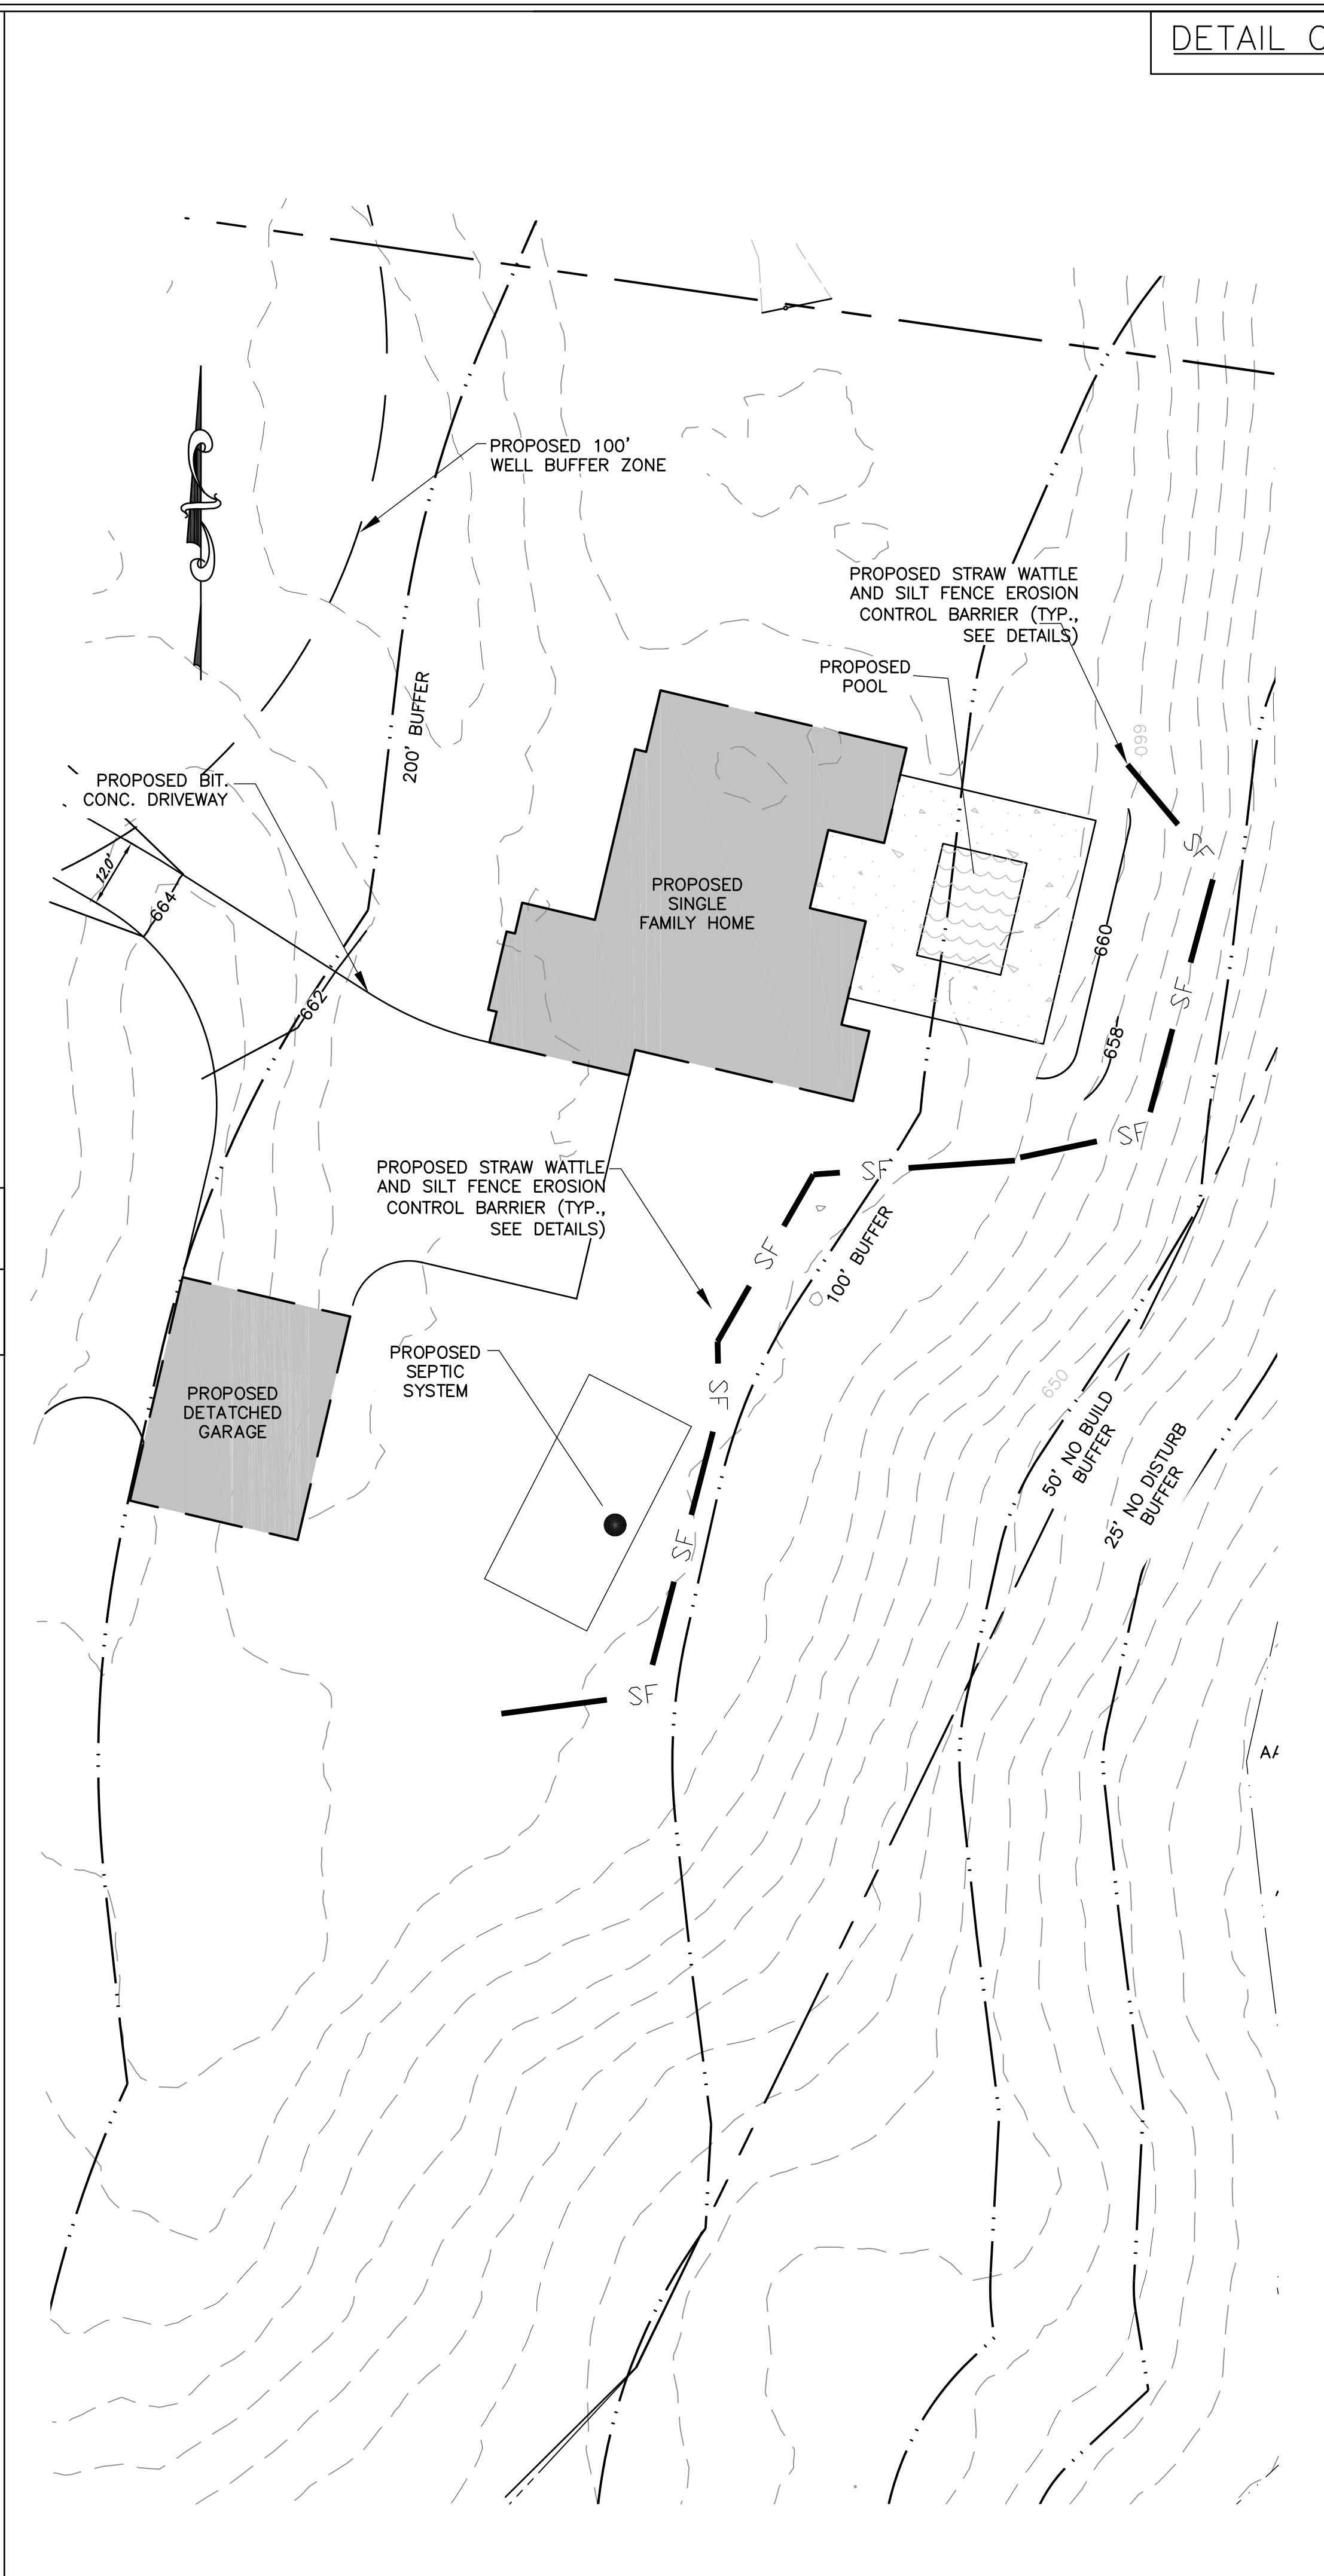 DETAIL
PROPOSED 100'
WELL BUFFER ZONE
PROPOSED STRAW WATTLE
AND SILT FENCE EROSION
CONTROL BARRIER (TYP.,
SEE DETAILS)
PROPOSED
POOL
200' BUFFER
660
PROPOSED BIT.
CONC. DRIVEWAY
SF
12.0'
664
PROPOSED
SINGLE
FAMILY HOME
660
SF
662
658
SF
PROPOSED STRAW WATTLE
AND SILT FENCE EROSION
CONTROL BARRIER (TYP.,
SEE DETAILS)
SF
SF
100' BUFFER
PROPOSED
SEPTIC
SYSTEM
SF
650
PROPOSED
DETATCHED
GARAGE
50' NO BUILD
BUFFER
25' NO DISTURB
BUFFER
SF
SF